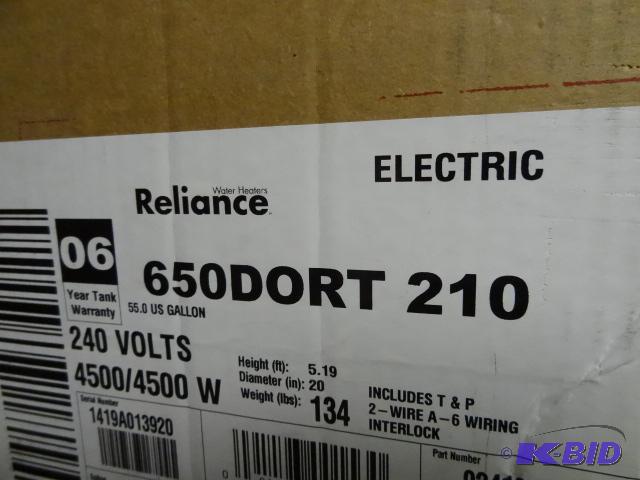 ELECTRIC
Water Heaters
Reliance
06
Year Tank
Warranty
650DORT 210
55.0 US GALLON
240 VOLTS
4500/4500 W
Height (ft): 5.19
Diameter (in): 20
Weight (lbs): 134
INCLUDES T & P
2-WIRE A-6 WIRING
INTERLOCK
Serial Number
1419A013920
Part Number
K-BID